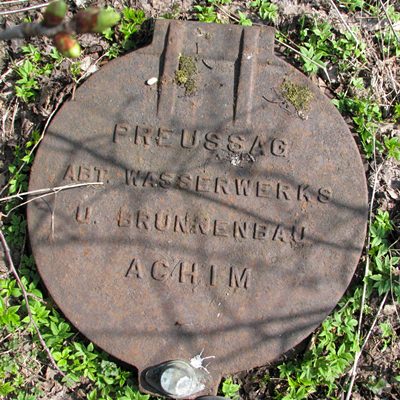 PREUSSAG
ABT. WASSERWERKS
U. BRUNNENBAU
ACHIM